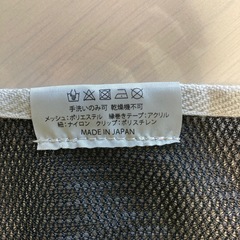 手洗いのみ可 乾燥機不可
メッシュ:ポリエステル 縁巻きテープ:アクリル
紐:ナイロン クリップ:ポリスチレン
MADE IN JAPAN